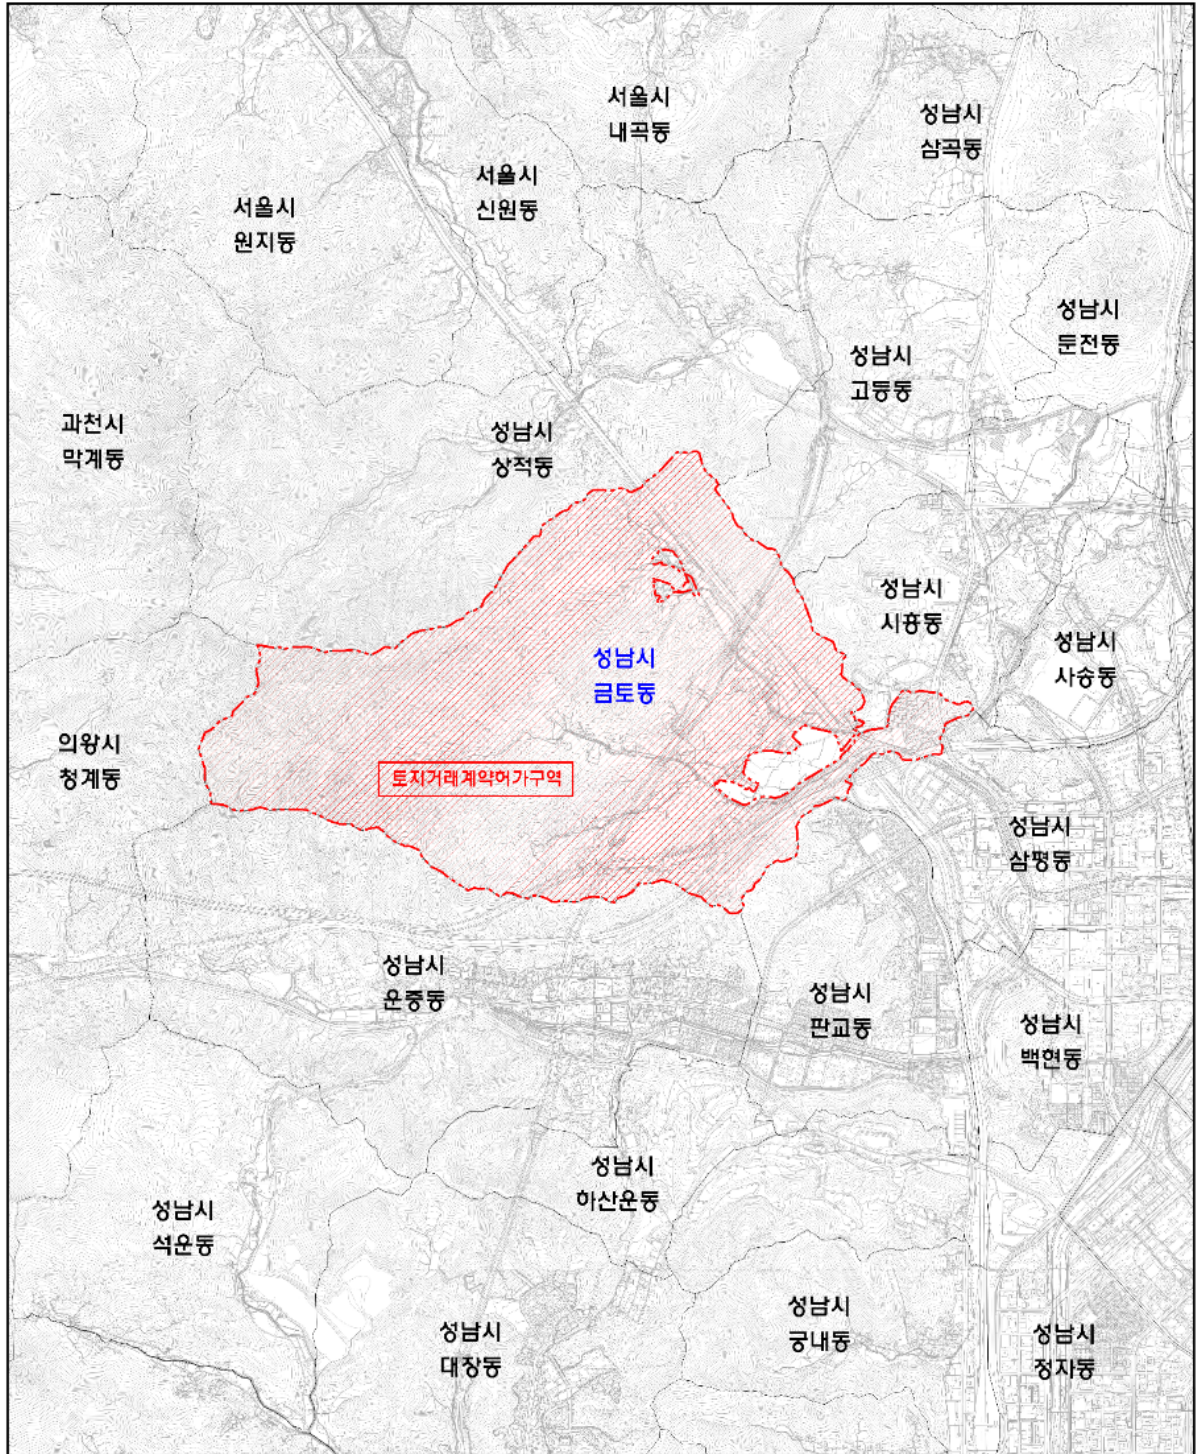 서울시
내곡동
성남시
삼곡동
서울시
신원동
서울시
원지동
성남시
둔전동
성남시
고등동
과천시
막계동
성남시
상적동
성남시
시흥동
성남시
사송동
성남시
금토동
의왕시
청계동
토지거래계약허가구역
성남시
삼평동
성남시
운중동
성남시
판교동
성남시
백현동
성남시
하산운동
성남시
석운동
성남시
대장동
성남시
궁내동
성남시
정자동